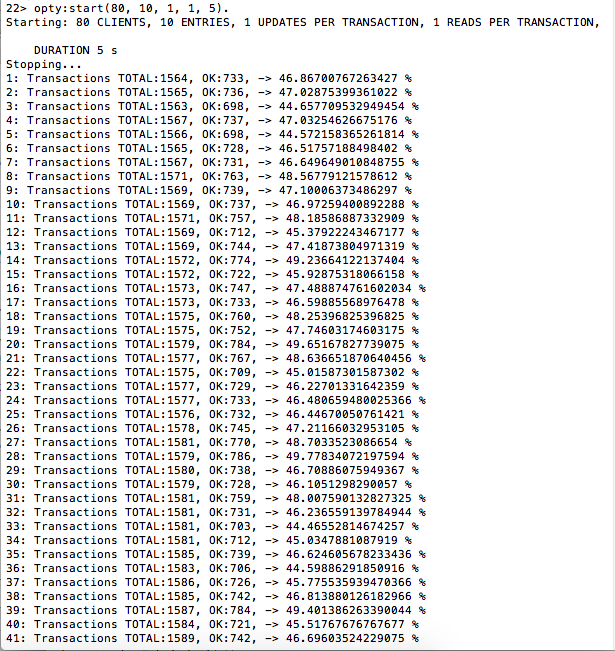 22> opty:start(80, 10, 1, 1, 5).
Starting: 80 CLIENTS, 10 ENTRIES, 1 UPDATES PER TRANSACTION, 1 READS PER TRANSACTION,
DURATION 5 s
Stopping...
1: Transactions TOTAL:1564, OK:733, -> 46.86700767263427 %
2: Transactions TOTAL:1565, OK:736, -> 47.02875399361022 %
3: Transactions TOTAL:1563, OK:698, -> 44.657709532949454 %
4: Transactions TOTAL:1567, OK:737, -> 47.03254626675176 %
5: Transactions TOTAL:1566, OK:698, -> 44.572158365261814 %
6: Transactions TOTAL:1565, OK:728, -> 46.51757188498402 %
7: Transactions TOTAL:1567, OK:731, -> 46.649649010848755 %
8: Transactions TOTAL:1571, OK:763, -> 48.56779121578612 %
9: Transactions TOTAL:1569, OK:739, -> 47.10006373486297 %
10: Transactions TOTAL:1569, OK:737, -> 46.97259400892288 %
11: Transactions TOTAL:1571, OK:757, -> 48.18586887332909 %
12: Transactions TOTAL:1569, OK:712, -> 45.37922243467177 %
13: Transactions TOTAL:1569, OK:744, -> 47.41873804971319 %
14: Transactions TOTAL:1572, OK:774, -> 49.23664122137404 %
15: Transactions TOTAL:1572, OK:722, -> 45.92875318066158 %
16: Transactions TOTAL:1573, OK:747, -> 47.488874761602034 %
17: Transactions TOTAL:1573, OK:733, -> 46.59885568976478 %
18: Transactions TOTAL:1575, OK:760, -> 48.25396825396825 %
19: Transactions TOTAL:1575, OK:752, -> 47.74603174603175 %
20: Transactions TOTAL:1579, OK:784, -> 49.65167827739075 %
21: Transactions TOTAL:1577, OK:767, -> 48.636651870640456 %
22: Transactions TOTAL:1575, OK:709, -> 45.01587301587302 %
23: Transactions TOTAL:1577, OK:729, -> 46.22701331642359 %
24: Transactions TOTAL:1577, OK:733, -> 46.480659480025366 %
25: Transactions TOTAL:1576, OK:732, -> 46.44670050761421 %
26: Transactions TOTAL:1578, OK:745, -> 47.21166032953105 %
27: Transactions TOTAL:1581, OK:770, -> 48.7033523086654 %
28: Transactions TOTAL:1579, OK:786, -> 49.77834072197594 %
29: Transactions TOTAL:1580, OK:738, -> 46.70886075949367 %
30: Transactions TOTAL:1579, OK:728, -> 46.1051298290057 %
31: Transactions TOTAL:1581, OK:759, -> 48.007590132827325 %
32: Transactions TOTAL:1581, OK:731, -> 46.236559139784944 %
33: Transactions TOTAL:1581, OK:703, -> 44.46552814674257 %
34: Transactions TOTAL:1581, OK:712, -> 45.0347881087919 %
35: Transactions TOTAL:1585, OK:739, -> 46.624605678233436 %
36: Transactions TOTAL:1583, OK:706, -> 44.59886291850916 %
37: Transactions TOTAL:1586, OK:726, -> 45.775535939470366 %
38: Transactions TOTAL:1585, OK:742, -> 46.813880126182966 %
39: Transactions TOTAL:1587, OK:784, -> 49.401386263390044 %
40: Transactions TOTAL:1584, OK:721, -> 45.51767676767677 %
41: Transactions TOTAL:1589, OK:742, -> 46.69603524229075 %